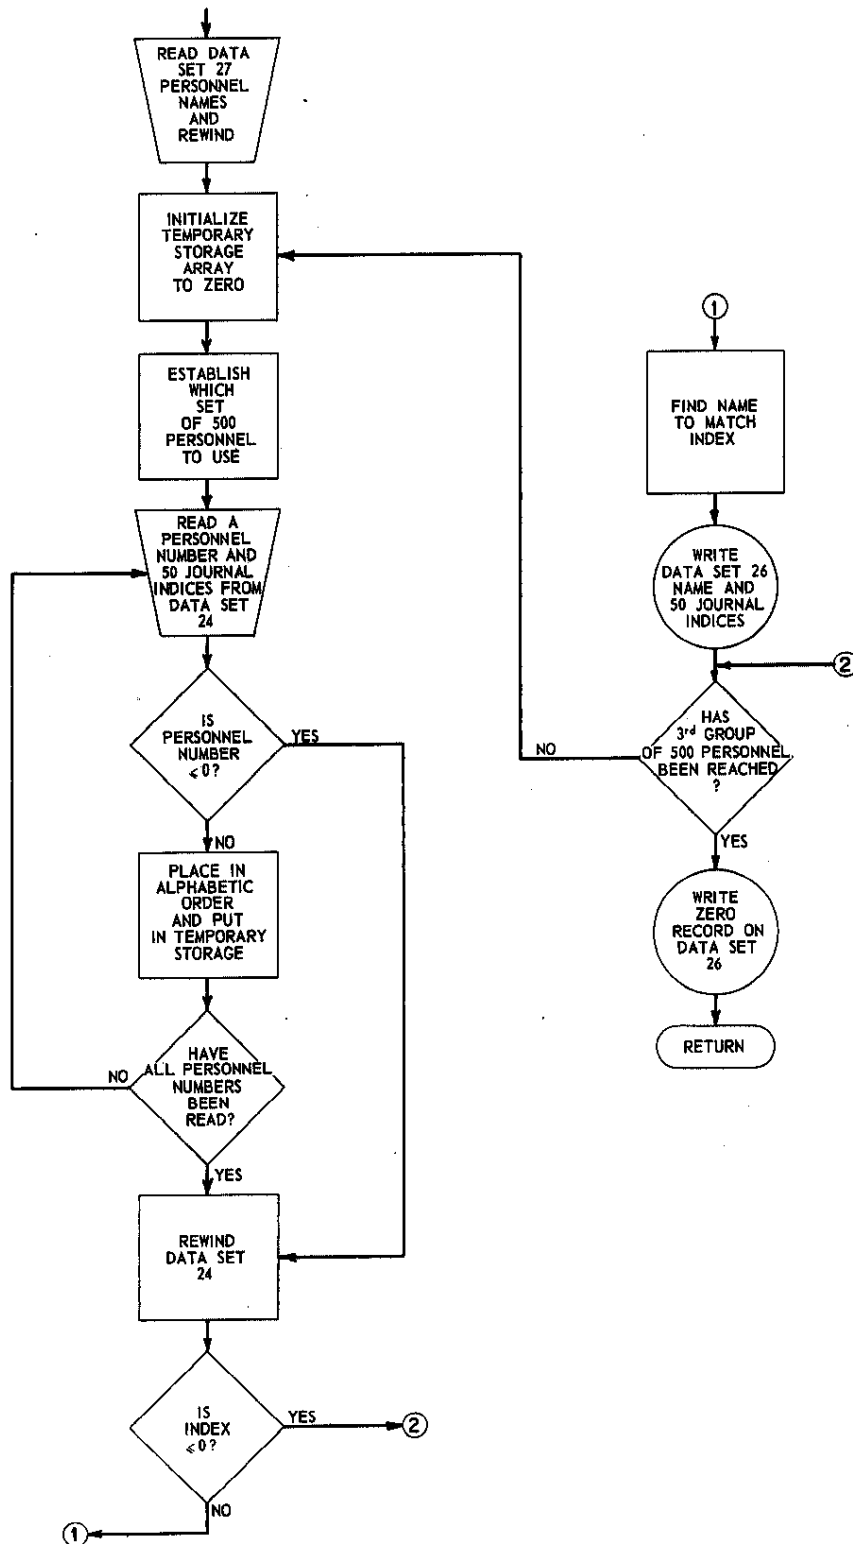 READ DATA
SET 27
PERSONNEL
NAMES
AND
REWIND
INITIALIZE
TEMPORARY
STORAGE
ARRAY
TO ZERO
ESTABLISH
WHICH
SET
OF 500
PERSONNEL
TO USE
READ A
PERSONNEL
NUMBER AND
50 JOURNAL
INDICES FROM
DATA SET
24
IS
PERSONNEL
NUMBER
≤0?
YES
NO
PLACE IN
ALPHABETIC
ORDER
AND PUT
IN TEMPORARY
STORAGE
HAVE
ALL PERSONNEL
NUMBERS
BEEN
READ?
NO
YES
REWIND
DATA SET
24
IS
INDEX
≤0?
YES
2
NO
1
1
FIND NAME
TO MATCH
INDEX
WRITE
DATA SET 26
NAME AND
50 JOURNAL
INDICES
2
HAS
3rd GROUP
OF 500 PERSONNEL
BEEN REACHED
?
NO
YES
WRITE
ZERO
RECORD ON
DATA SET
26
RETURN